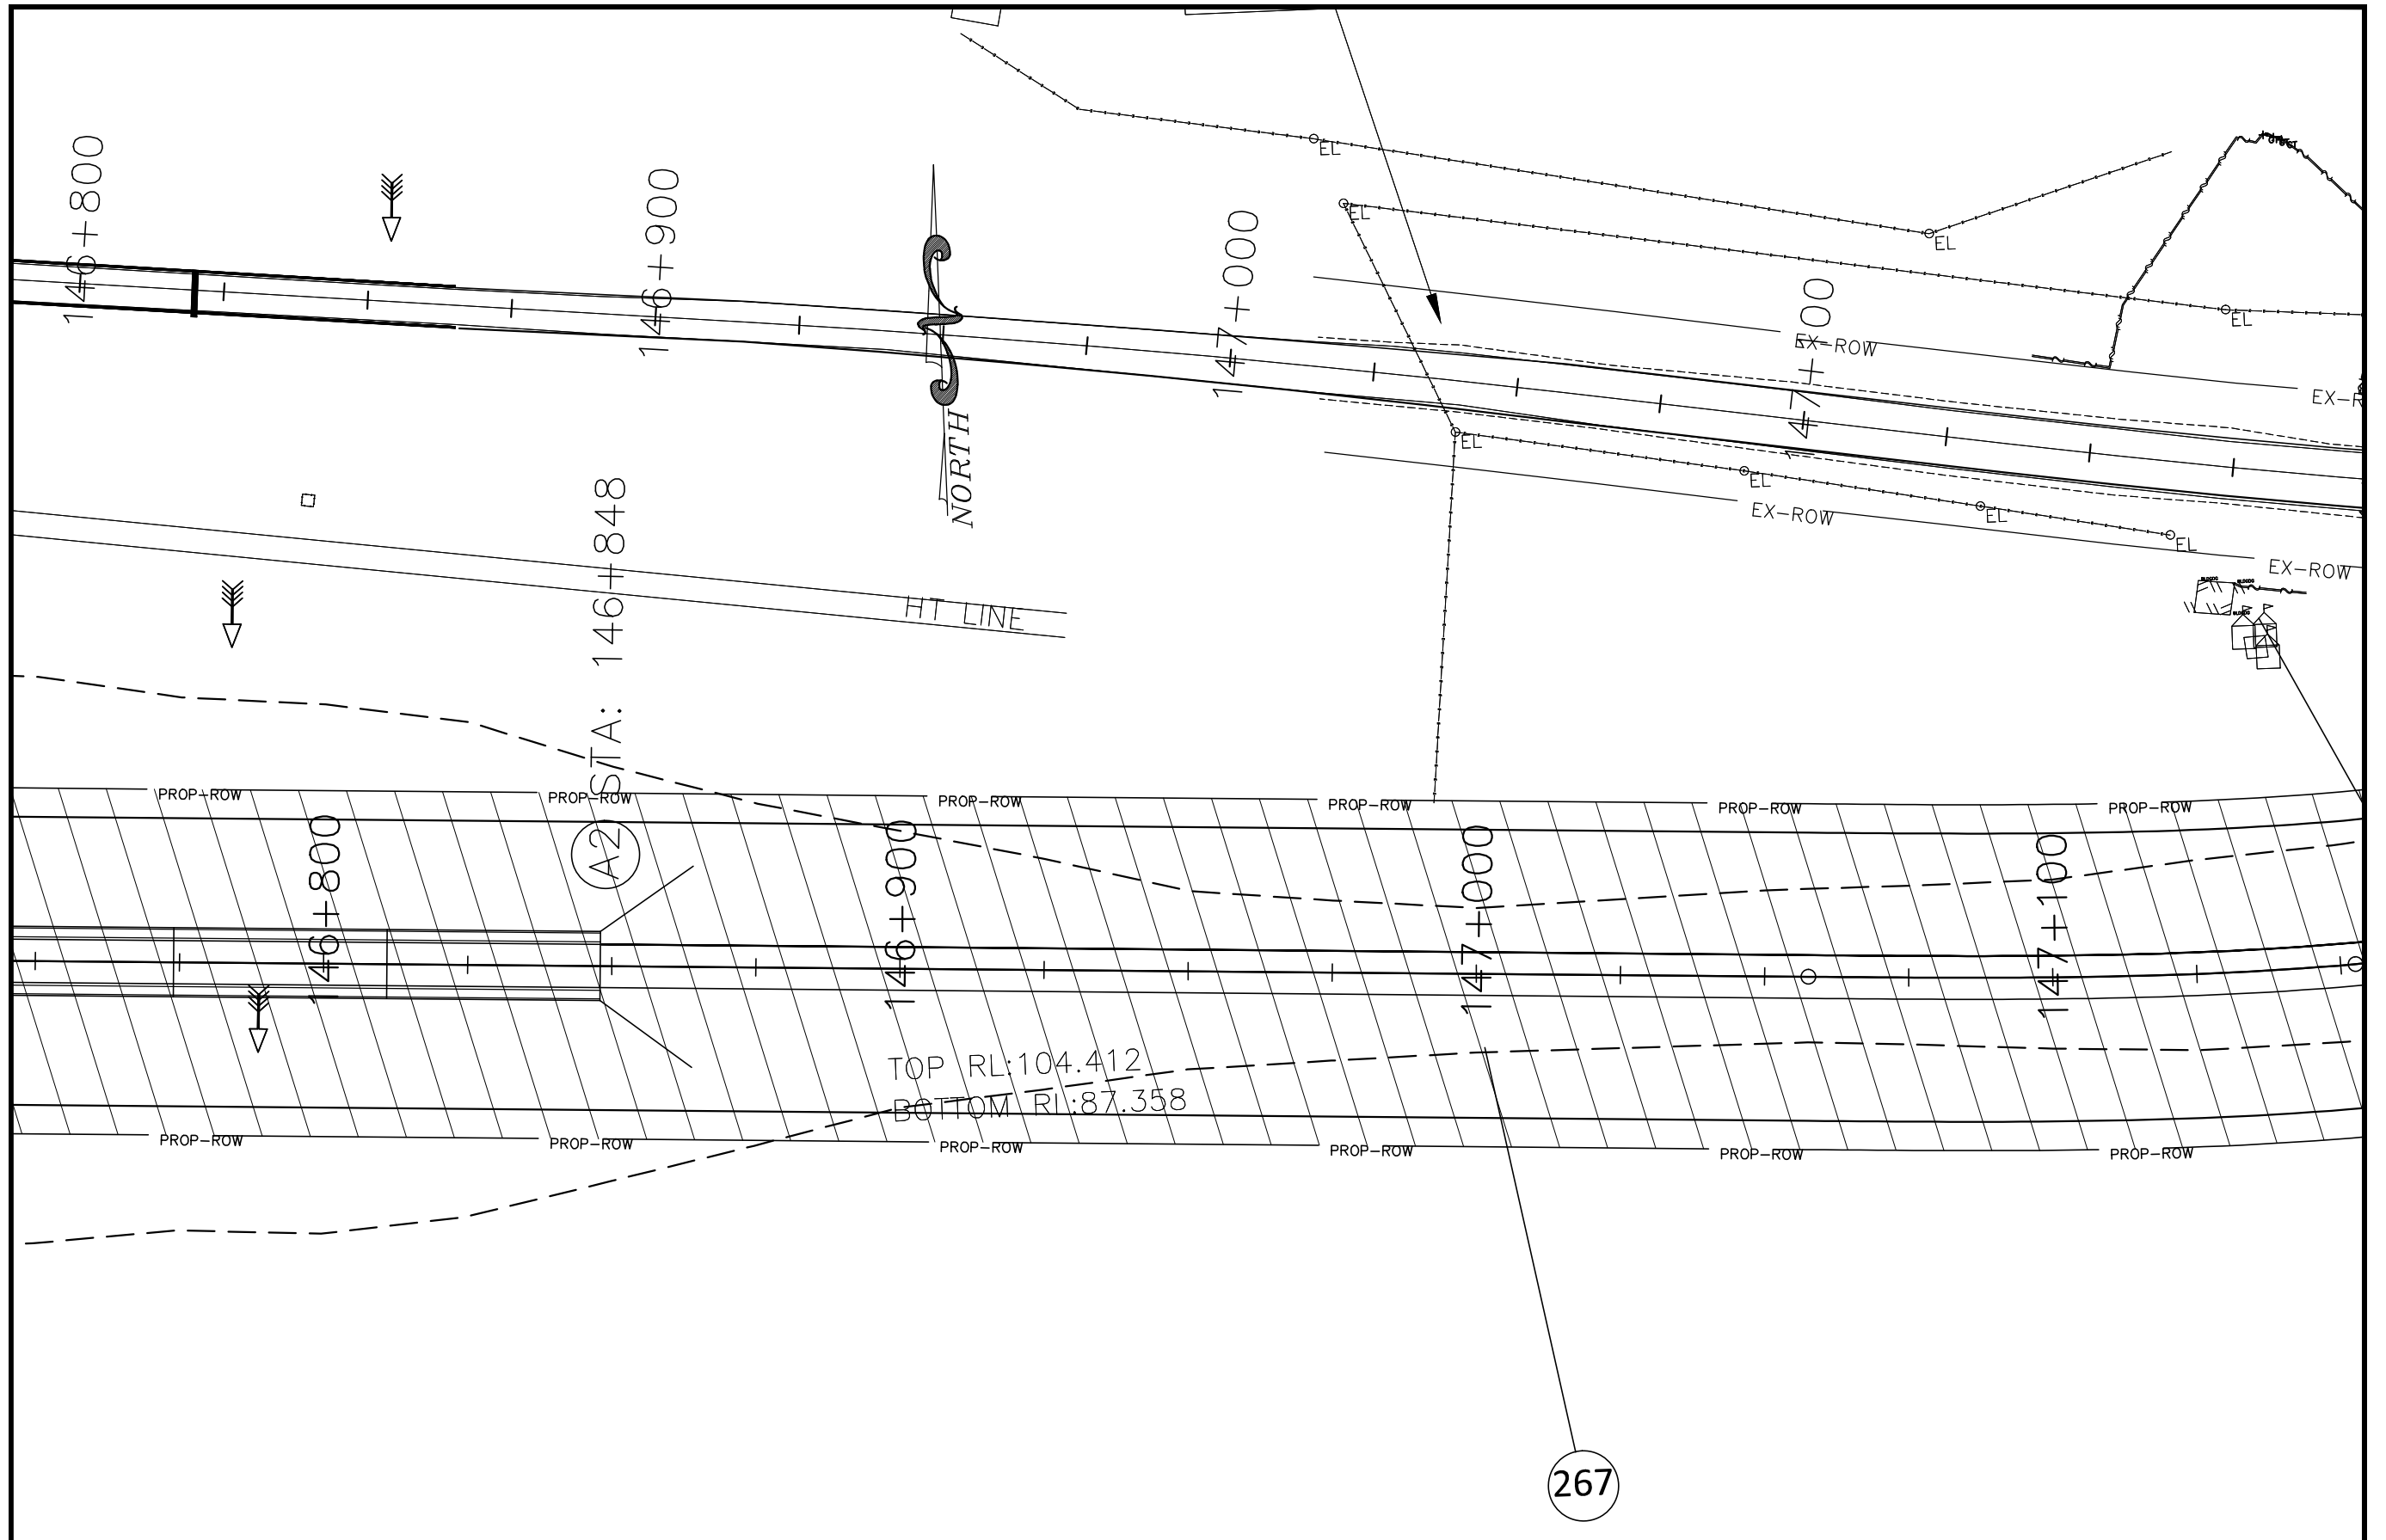 146+800
146+900
147+000
147+100
EL
EL
EL
EL
EX-ROW
EX-R
NORTH
EL
EL
EL
EL
EX-ROW
EX-ROW
BLDGDG
BLDGDG
BLDGDG
HT LINE
STA: 146+848
A2
PROP-ROW
PROP-ROW
PROP-ROW
PROP-ROW
PROP-ROW
PROP-ROW
146+800
146+900
147+000
147+100
TOP RL:104.412
BOTTOM RL:87.358
PROP-ROW
PROP-ROW
PROP-ROW
PROP-ROW
PROP-ROW
PROP-ROW
267